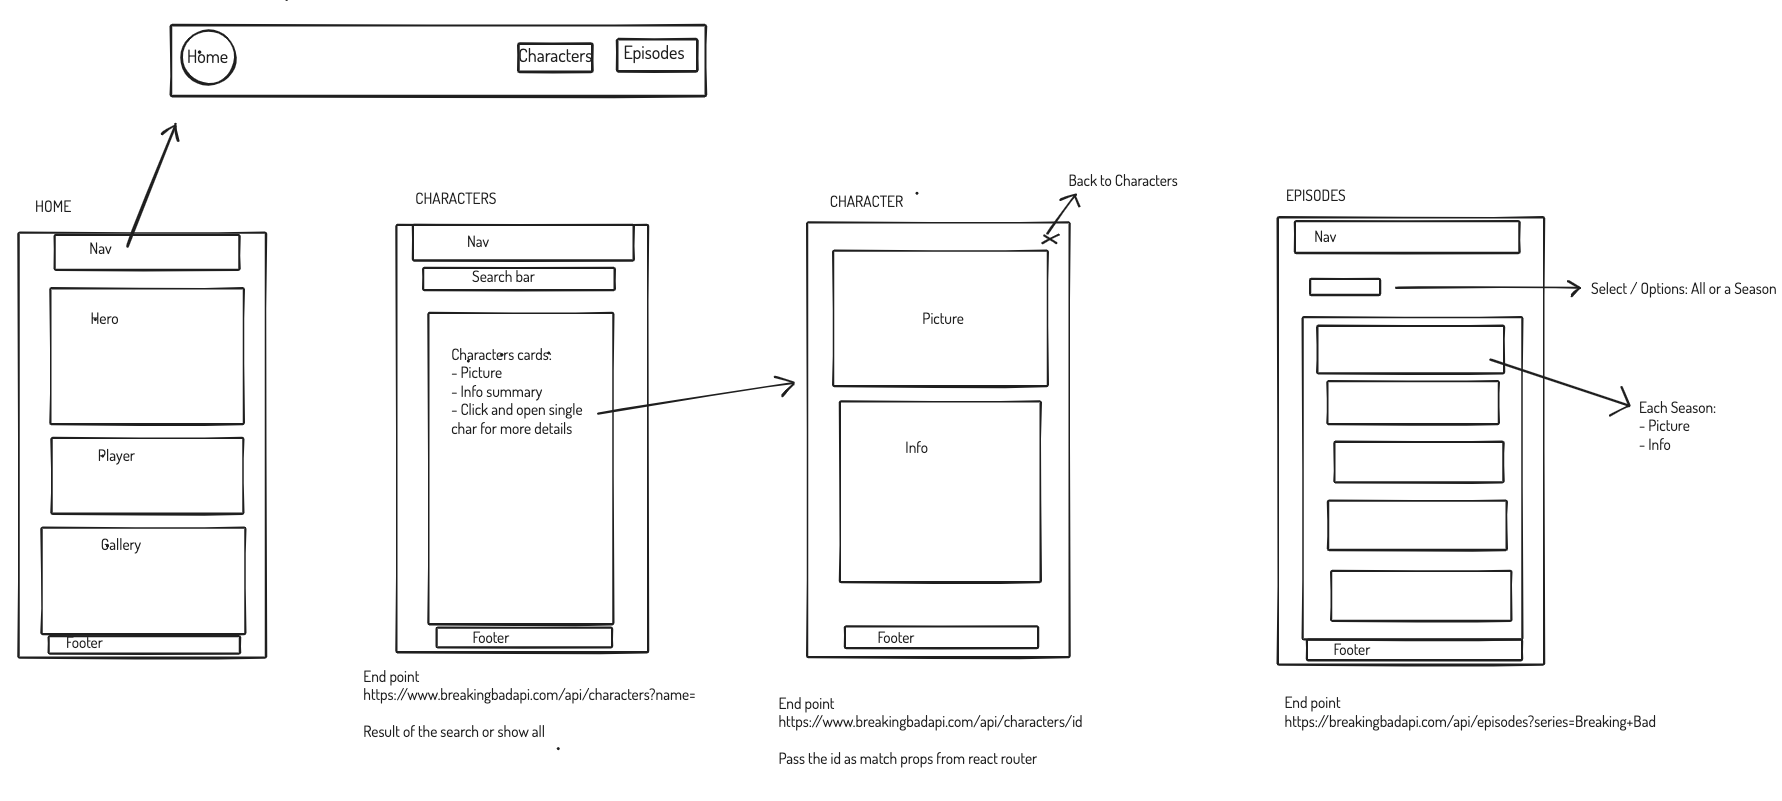 Home
Characters
Episodes
HOME
Nav
Hero
Player
Gallery
Footer
CHARACTERS
Nav
Search bar
Characters cards:
- Picture
- Info summary
- Click and open single
char for more details
Footer
End point
https://www.breakingbadapi.com/api/characters?name=
Result of the search or show all
CHARACTER
Back to Characters
Picture
Info
Footer
End point
https://www.breakingbadapi.com/api/characters/id
Pass the id as match props from react router
EPISODES
Nav
Select / Options: All or a Season
Each Season:
- Picture
- Info
Footer
End point
https://breakingbadapi.com/api/episodes?series=Breaking+Bad